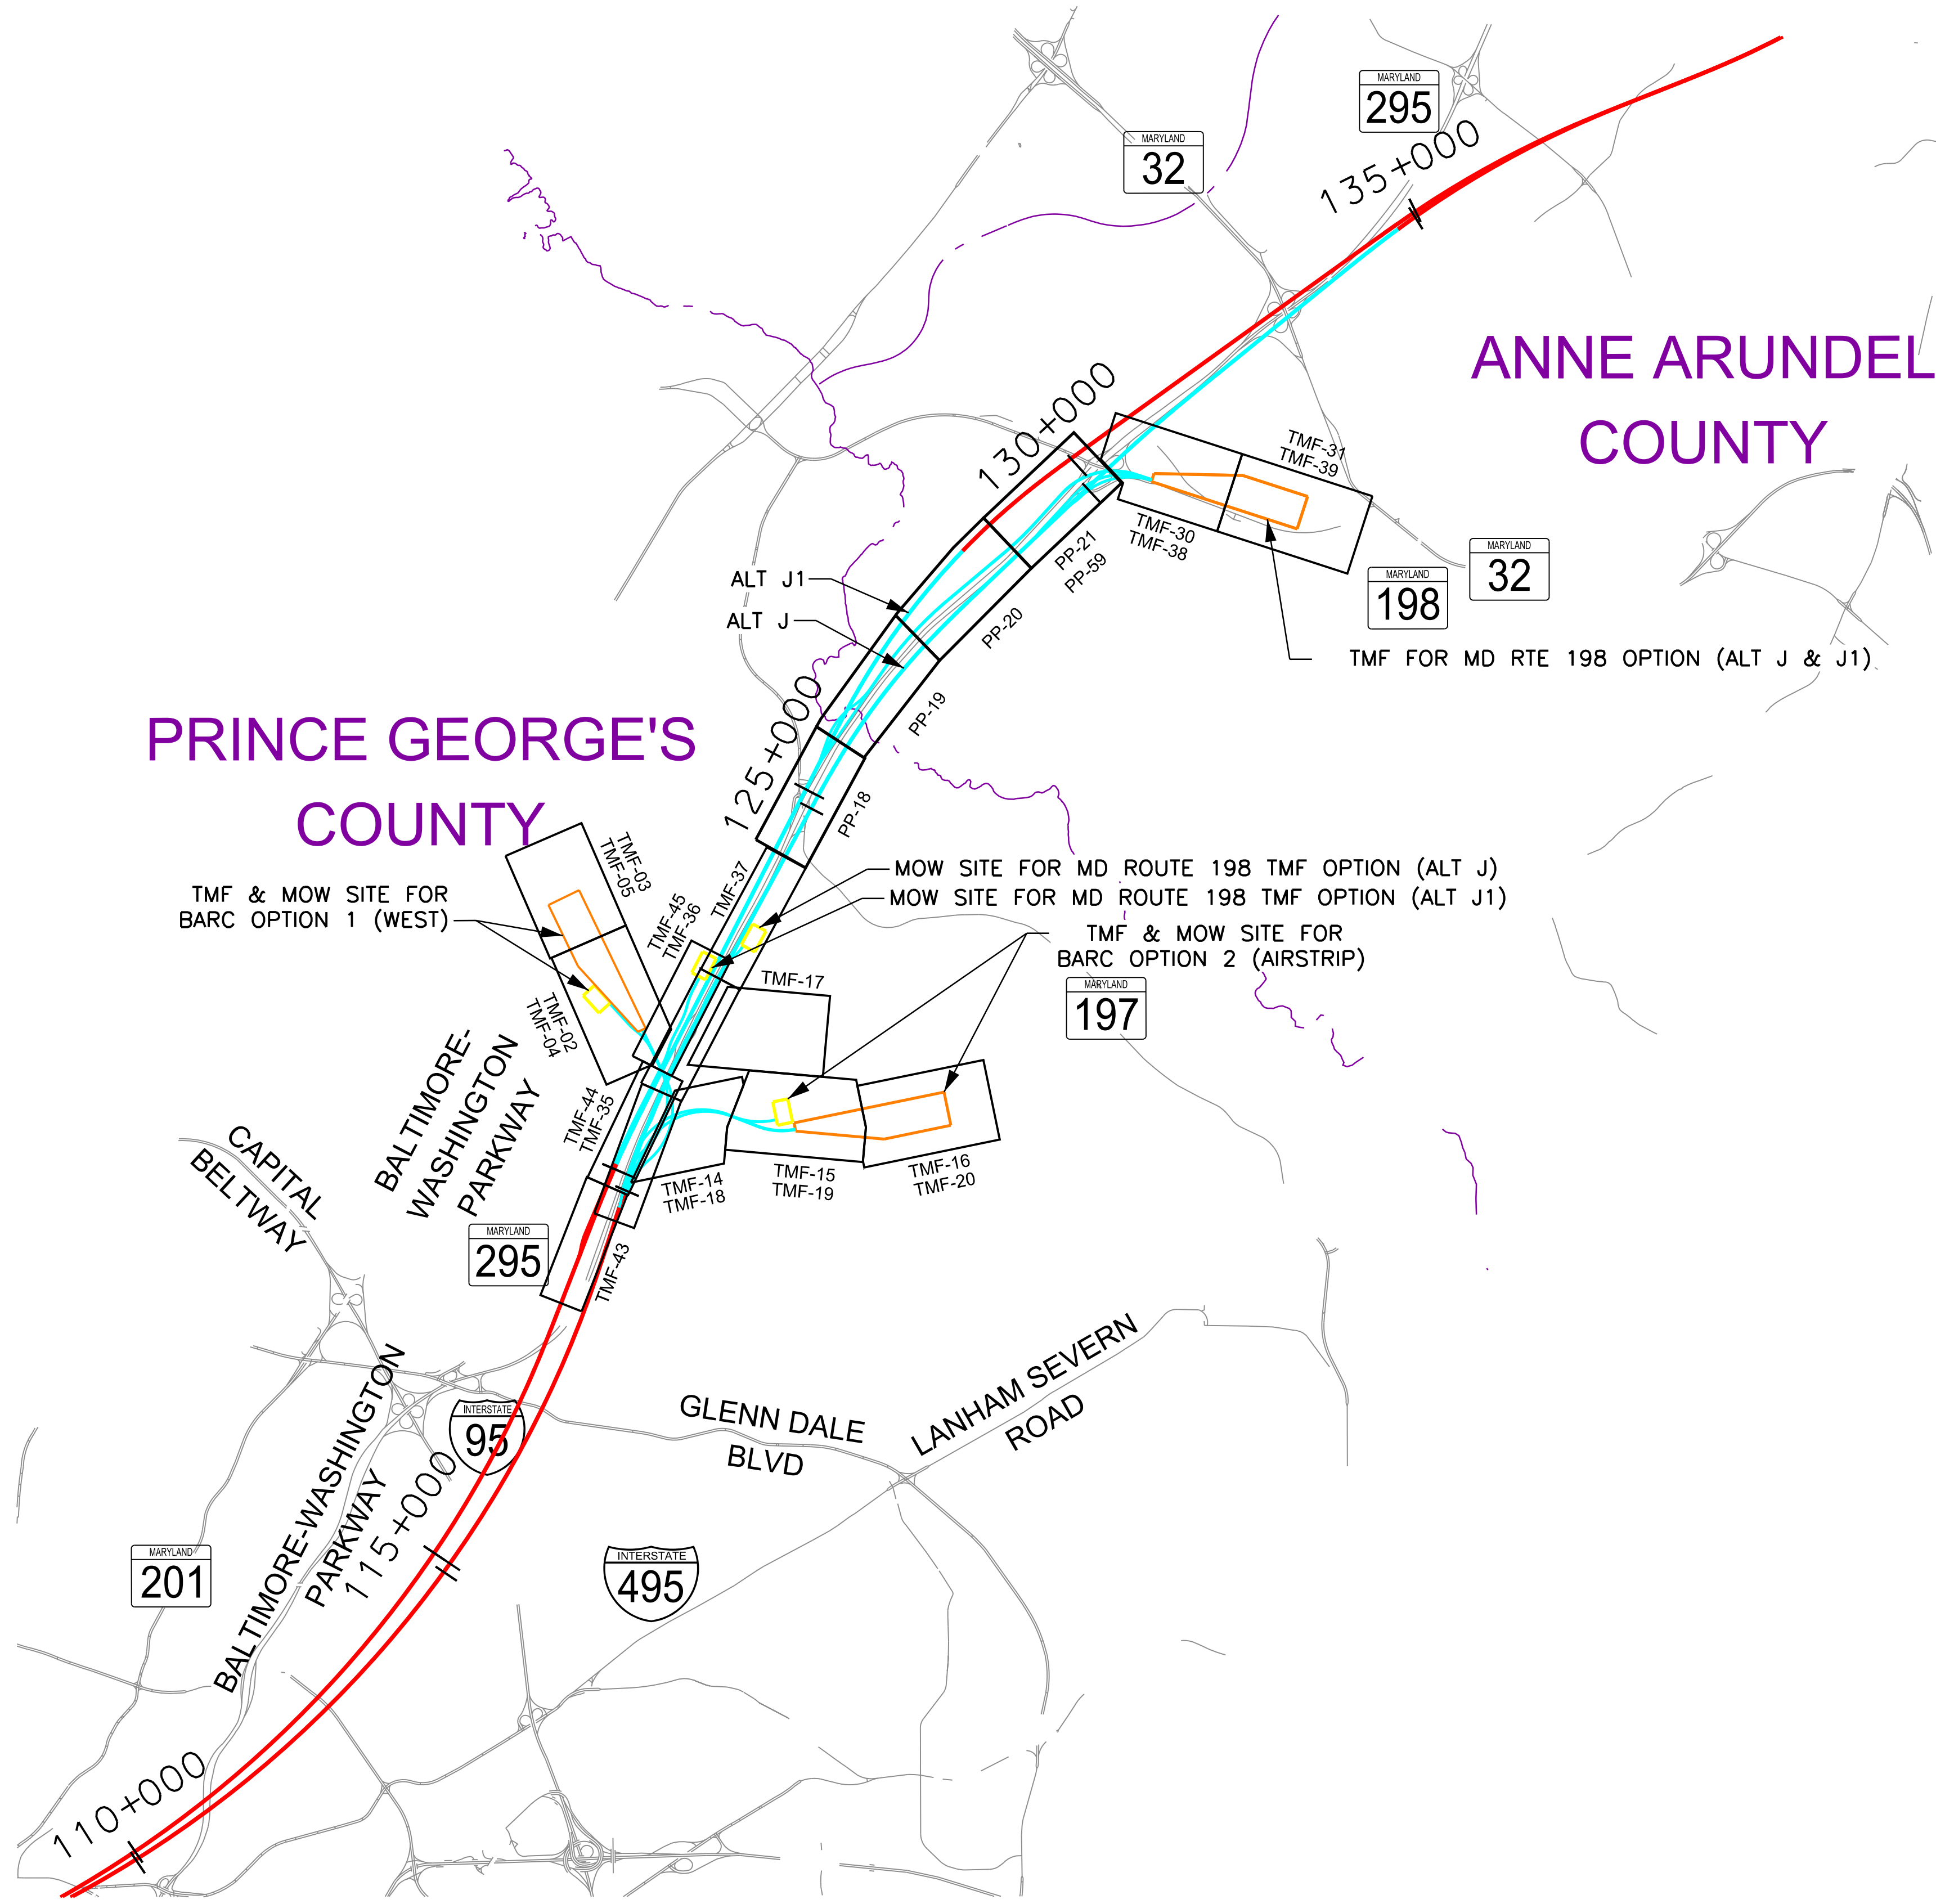 MARYLAND
295
MARYLAND
32
135+000
ANNE ARUNDEL
COUNTY
130+000
TMF-31
TMF-39
TMF-30
TMF-38
PP-21
PP-59
MARYLAND
32
MARYLAND
198
ALT J1
ALT J
PP-20
TMF FOR MD RTE 198 OPTION (ALT J & J1)
PP-19
125+000
PRINCE GEORGE'S
COUNTY
PP-18
TMF-03
TMF-05
TMF-37
MOW SITE FOR MD ROUTE 198 TMF OPTION (ALT J)
MOW SITE FOR MD ROUTE 198 TMF OPTION (ALT J1)
TMF & MOW SITE FOR
BARC OPTION 1 (WEST)
TMF-45
TMF-36
TMF & MOW SITE FOR
BARC OPTION 2 (AIRSTRIP)
TMF-17
MARYLAND
197
TMF-02
TMF-04
BALTIMORE-
WASHINGTON
PARKWAY
TMF-44
TMF-35
TMF-14
TMF-18
TMF-15
TMF-19
TMF-16
TMF-20
CAPITAL
BELTWAY
MARYLAND
295
TMF-43
INTERSTATE
95
GLENN DALE
BLVD
LANHAM SEVERN
ROAD
BALTIMORE-WASHINGTON
PARKWAY
115+000
MARYLAND
201
INTERSTATE
495
110+000